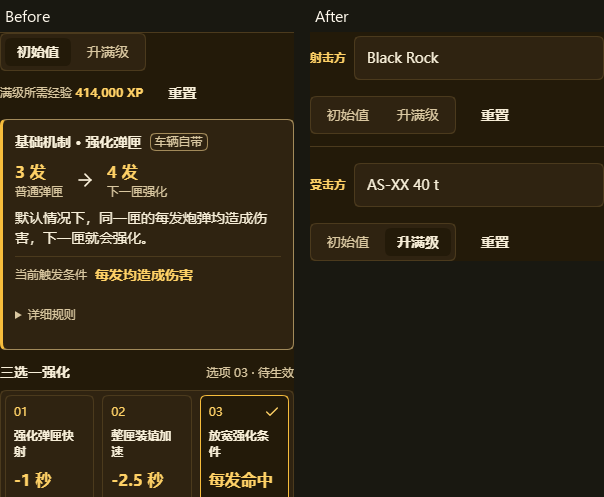 Before
初始值 升满级
满级所需经验 414,000 XP 重置
基础机制 • 强化弹匣 车辆自带
3 发 → 4 发
普通弹匣 下一匣强化
默认情况下，同一匣的每发炮弹均造成伤
害，下一匣就会强化。
当前触发条件 每发均造成伤害
▶ 详细规则
三选一强化 选项 03 · 待生效
01 02 03
强化弹匣快
射
整匣装填加
速
放宽强化条
件
-1 秒 -2.5 秒 每发命中
After
射击方 Black Rock
初始值 升满级 重置
受击方 AS-XX 40 t
初始值 升满级 重置